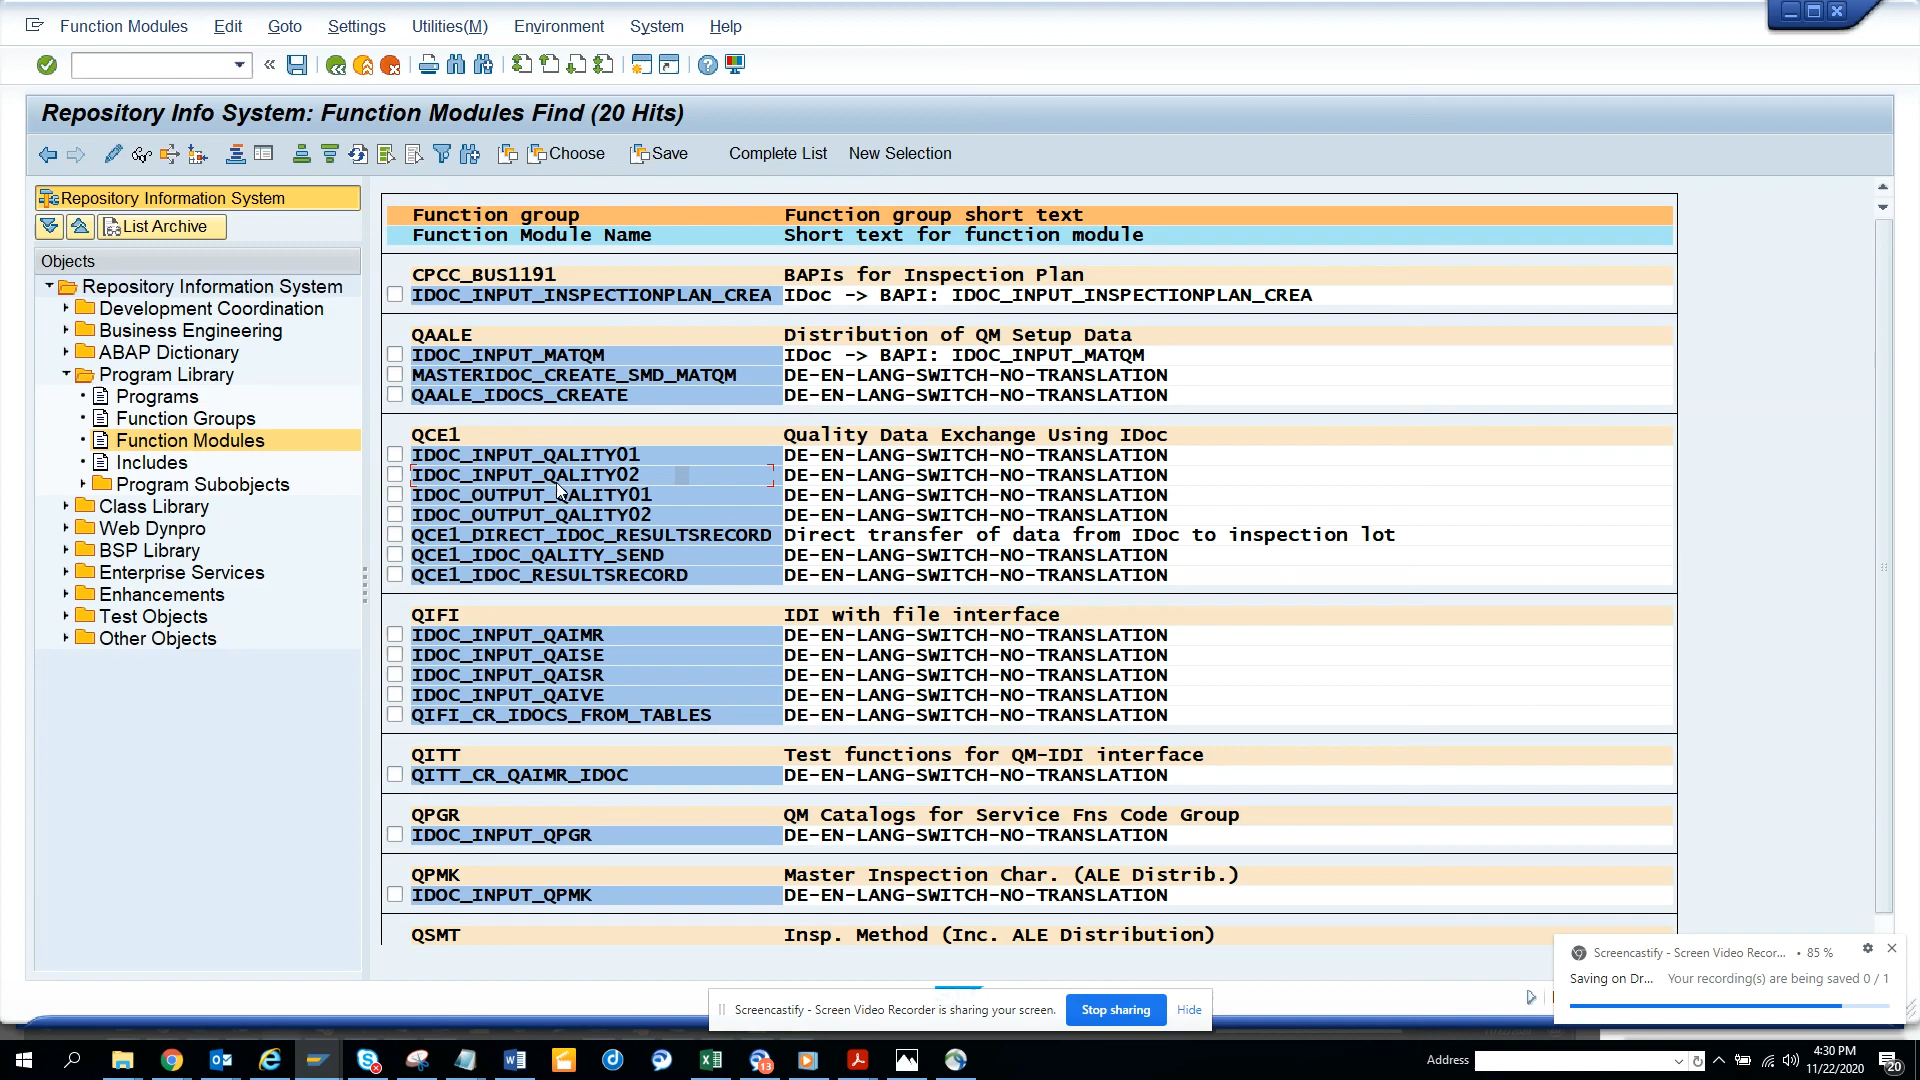 Function Modules Edit Goto Settings Utilities(M) Environment System Help
Repository Info System: Function Modules Find (20 Hits)
Choose Save Complete List New Selection
Repository Information System
List Archive
Objects
Repository Information System
Development Coordination
Business Engineering
ABAP Dictionary
Program Library
Programs
Function Groups
Function Modules
Includes
Program Subobjects
Class Library
Web Dynpro
BSP Library
Enterprise Services
Enhancements
Test Objects
Other Objects
Function group Function group short text
Function Module Name Short text for function module
CPCC_BUS1191 BAPIs for Inspection Plan
IDOC_INPUT_INSPECTIONPLAN_CREA IDoc -> BAPI: IDOC_INPUT_INSPECTIONPLAN_CREA
QAALE Distribution of QM Setup Data
IDOC_INPUT_MATQM IDoc -> BAPI: IDOC_INPUT_MATQM
MASTERIDOC_CREATE_SMD_MATQM DE-EN-LANG-SWITCH-NO-TRANSLATION
QAALE_IDOCS_CREATE DE-EN-LANG-SWITCH-NO-TRANSLATION
QCE1 Quality Data Exchange Using IDoc
IDOC_INPUT_QALITY01 DE-EN-LANG-SWITCH-NO-TRANSLATION
IDOC_INPUT_QALITY02 DE-EN-LANG-SWITCH-NO-TRANSLATION
IDOC_OUTPUT_QALITY01 DE-EN-LANG-SWITCH-NO-TRANSLATION
IDOC_OUTPUT_QALITY02 DE-EN-LANG-SWITCH-NO-TRANSLATION
QCE1_DIRECT_IDOC_RESULTSRECORD Direct transfer of data from IDoc to inspection lot
QCE1_IDOC_QALITY_SEND DE-EN-LANG-SWITCH-NO-TRANSLATION
QCE1_IDOC_RESULTSRECORD DE-EN-LANG-SWITCH-NO-TRANSLATION
QIFI IDI with file interface
IDOC_INPUT_QAIMR DE-EN-LANG-SWITCH-NO-TRANSLATION
IDOC_INPUT_QAISE DE-EN-LANG-SWITCH-NO-TRANSLATION
IDOC_INPUT_QAISR DE-EN-LANG-SWITCH-NO-TRANSLATION
IDOC_INPUT_QAIVE DE-EN-LANG-SWITCH-NO-TRANSLATION
QIFI_CR_IDOCS_FROM_TABLES DE-EN-LANG-SWITCH-NO-TRANSLATION
QITT Test functions for QM-IDI interface
QITT_CR_QAIMR_IDOC DE-EN-LANG-SWITCH-NO-TRANSLATION
QPGR QM Catalogs for Service Fns Code Group
IDOC_INPUT_QPGR DE-EN-LANG-SWITCH-NO-TRANSLATION
QPMK Master Inspection Char. (ALE Distrib.)
IDOC_INPUT_QPMK DE-EN-LANG-SWITCH-NO-TRANSLATION
QSMT Insp. Method (Inc. ALE Distribution)
Screencastify - Screen Video Recor... • 85 %
Saving on Dr... Your recording(s) are being saved 0 / 1
Screencastify - Screen Video Recorder is sharing your screen. Stop sharing Hide
13
Address
4:30 PM
11/22/2020
20